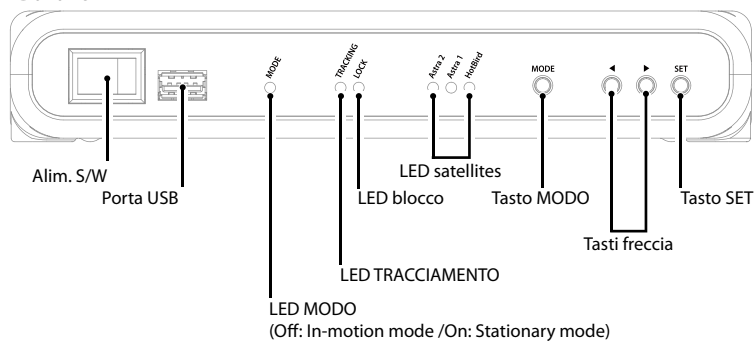 MODE
TRACKING
LOCK
Astra 2
Astra 1
HotBird
MODE
◀
▶
SET
Alim. S/W
Porta USB
LED satellites
LED blocco
Tasto MODO
Tasto SET
Tasti freccia
LED TRACCIAMENTO
LED MODO
(Off: In-motion mode /On: Stationary mode)